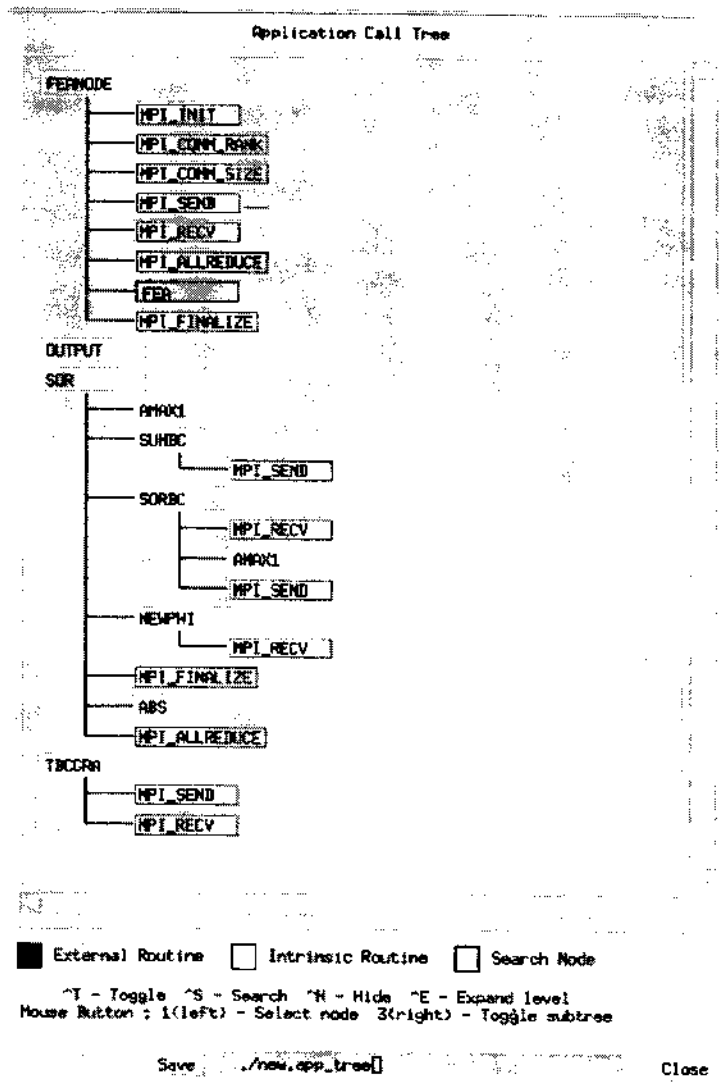 Application Call Tree
FEANODE
MPI_INIT
MPI_COMM_RANK
MPI_COMM_SIZE
MPI_SEND
MPI_RECV
MPI_ALLREDUCE
FEA
MPI_FINALIZE
OUTPUT
SOR
AMAX1
SUHBC
MPI_SEND
SORBC
MPI_RECV
AMAX1
MPI_SEND
NEWPHI
MPI_RECV
MPI_FINALIZE
ABS
MPI_ALLREDUCE
TBCCRA
MPI_SEND
MPI_RECV
External Routine Intrinsic Routine Search Node
^T - Toggle ^S - Search ^H - Hide ^E - Expand level
Mouse Button : 1(left) - Select node 3(right) - Toggle subtree
Save ./new.app_tree Close